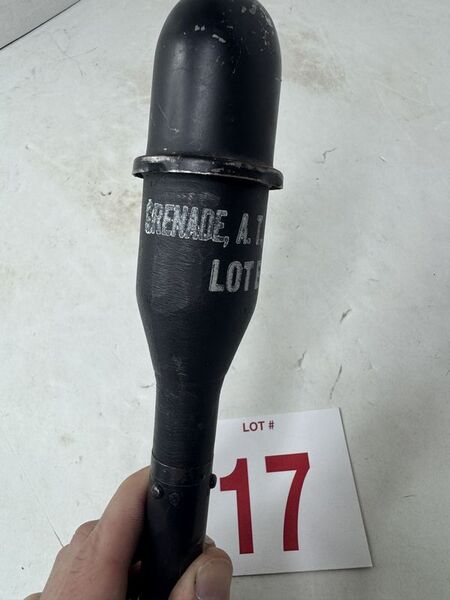 GRENADE, A. T.
LOT
LOT #
17